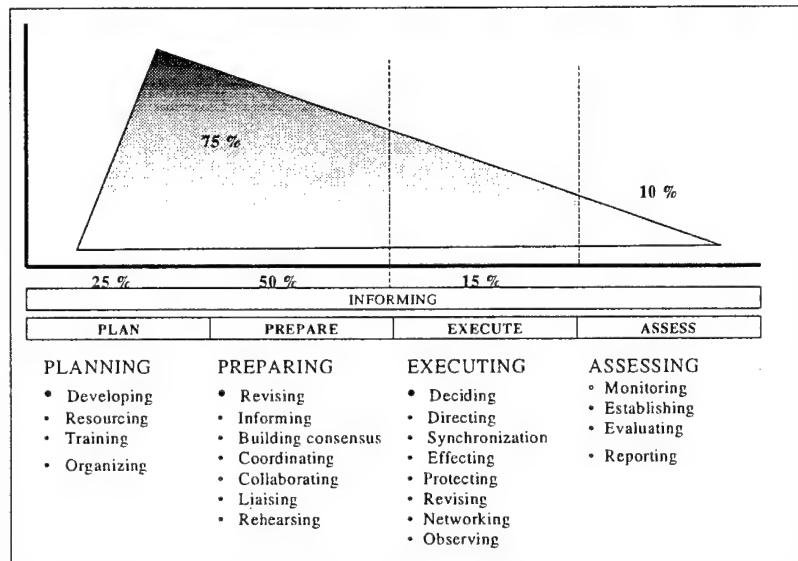 75 %
10 %
25 % 50 % 15 %
INFORMING
PLAN PREPARE EXECUTE ASSESS
PLANNING
• Developing
• Resourcing
• Training
• Organizing
PREPARING
• Revising
• Informing
• Building consensus
• Coordinating
• Collaborating
• Liaising
• Rehearsing
EXECUTING
• Deciding
• Directing
• Synchronization
• Effecting
• Protecting
• Revising
• Networking
• Observing
ASSESSING
• Monitoring
• Establishing
• Evaluating
• Reporting